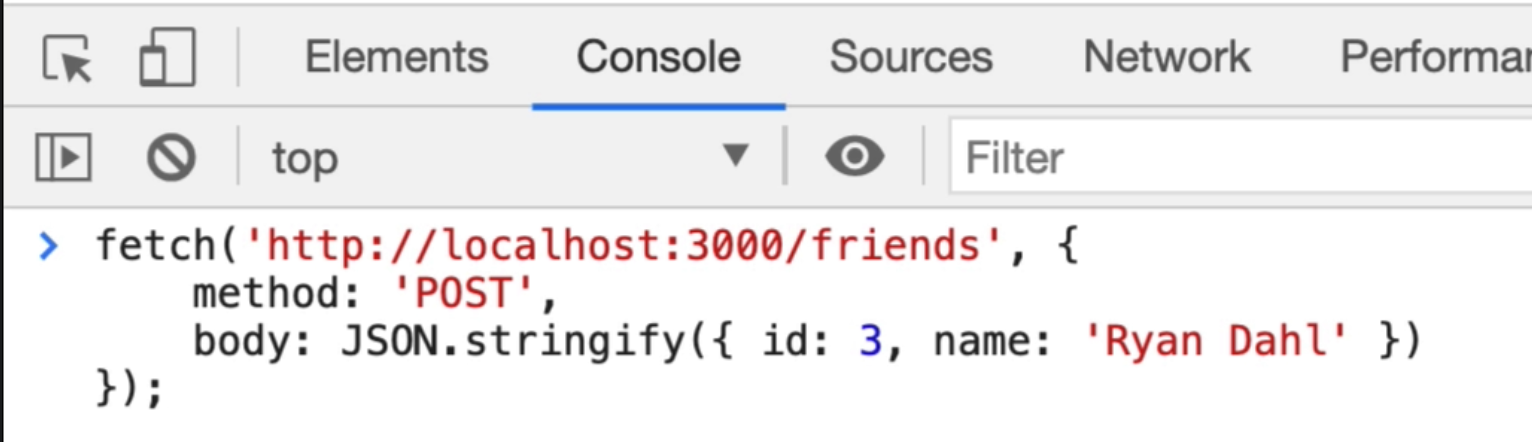 Elements Console Sources Network Performan
top Filter
> fetch('http://localhost:3000/friends', {
    method: 'POST',
    body: JSON.stringify({ id: 3, name: 'Ryan Dahl' })
});